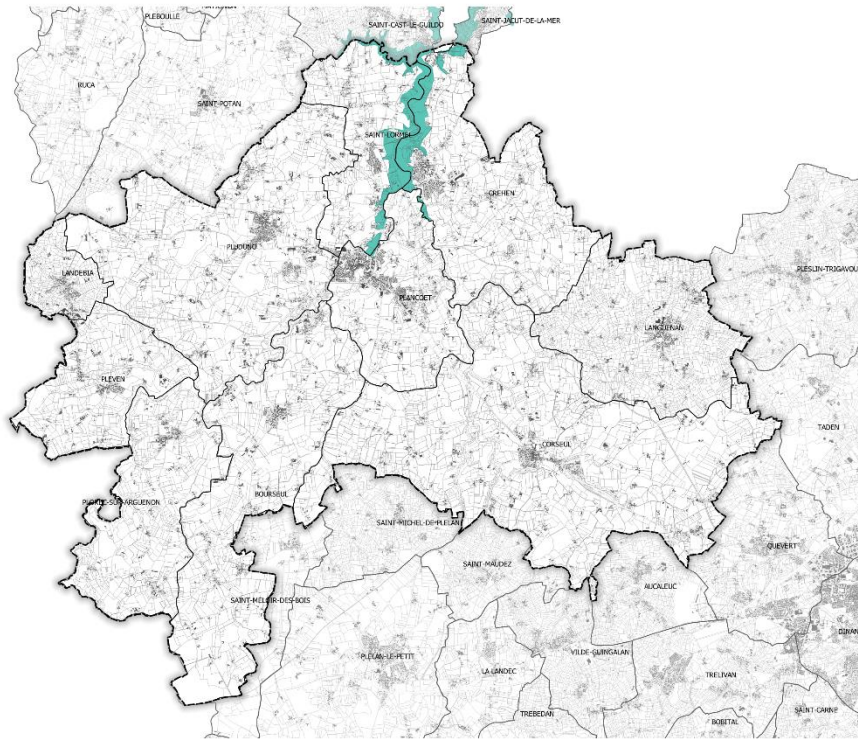 PLEBOULLE
SAINT-CAST-LE-GUILDO
SAINT-JACUT-DE-LA-MER
RUCA
SAINT-POTAN
SAINT-LORMEL
CREHEN
PLUDUNO
LANDEBIA
PLESLIN-TRIGAVOU
PLANCOET
LANGUENAN
PLEVEN
TADEN
CORSEUL
BOURSEUL
PLOREC-SUR-ARGUENON
SAINT-MICHEL-DE-PLELAN
QUEVERT
SAINT-MAUDEZ
AUCALEUC
SAINT-MELOIR-DES-BOIS
DINAN
VILDE-GUINGALAN
PLELAN-LE-PETIT
LA LANDEC
TRELIVAN
SAINT-CARNE
TREBEDAN
BOBITAL